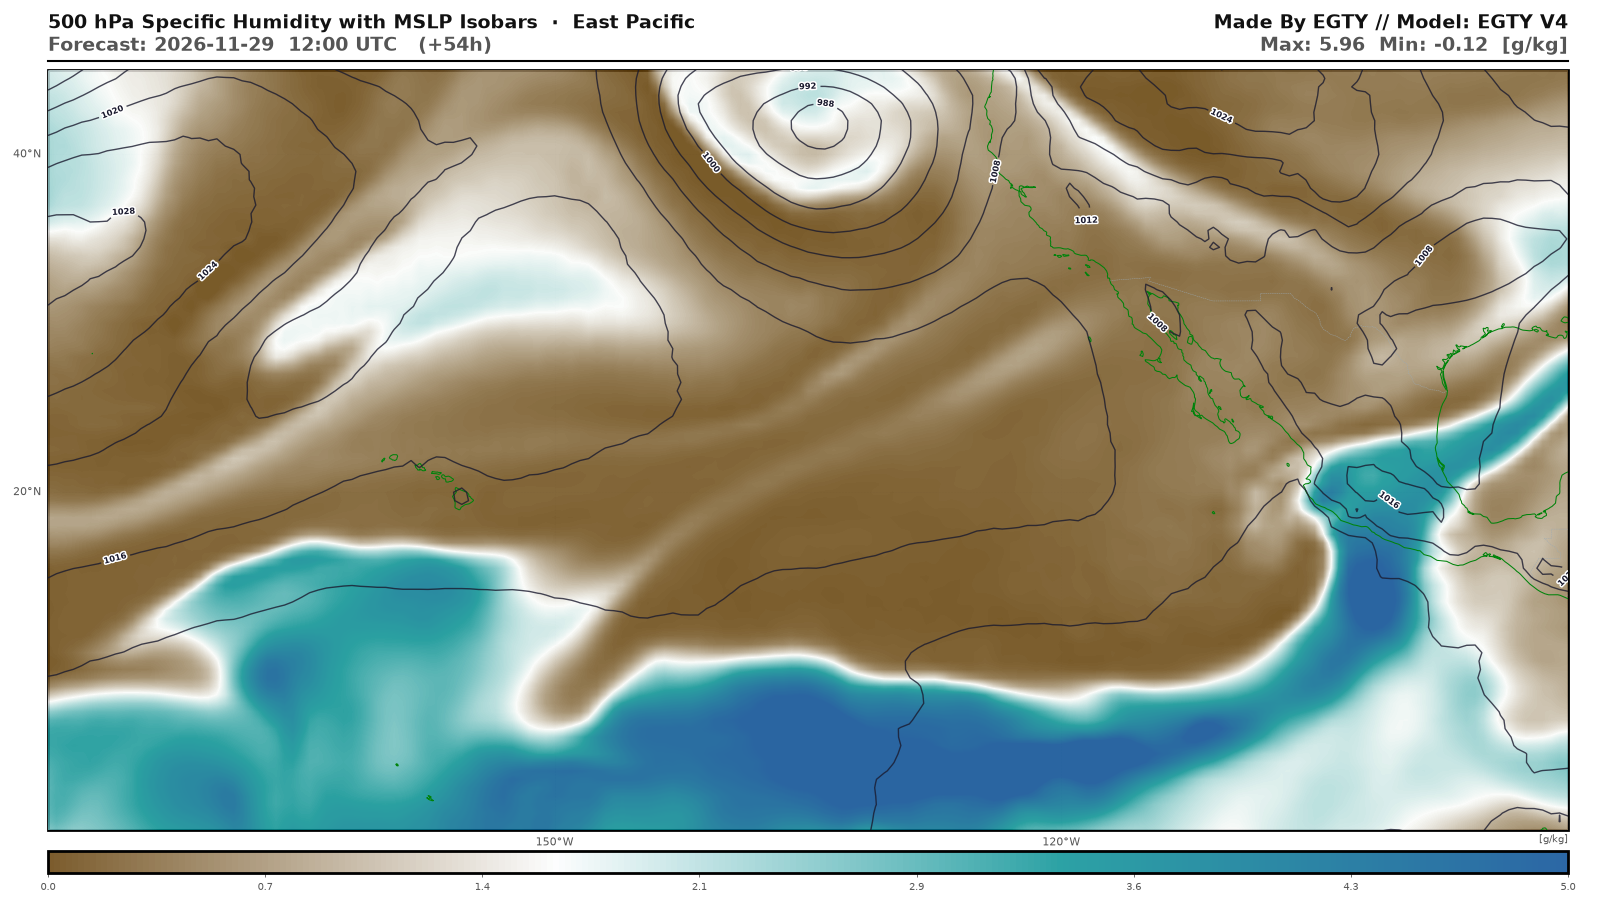 500 hPa Specific Humidity with MSLP Isobars · East Pacific
Made By EGTY // Model: EGTY V4
Forecast: 2026-11-29 12:00 UTC (+54h)
Max: 5.96 Min: -0.12 [g/kg]
992
988
1020
1024
40°N
1000
1008
1028
1012
1008
1024
1008
20°N
1016
1016
150°W
120°W
[g/kg]
0.0
0.7
1.4
2.1
2.9
3.6
4.3
5.0